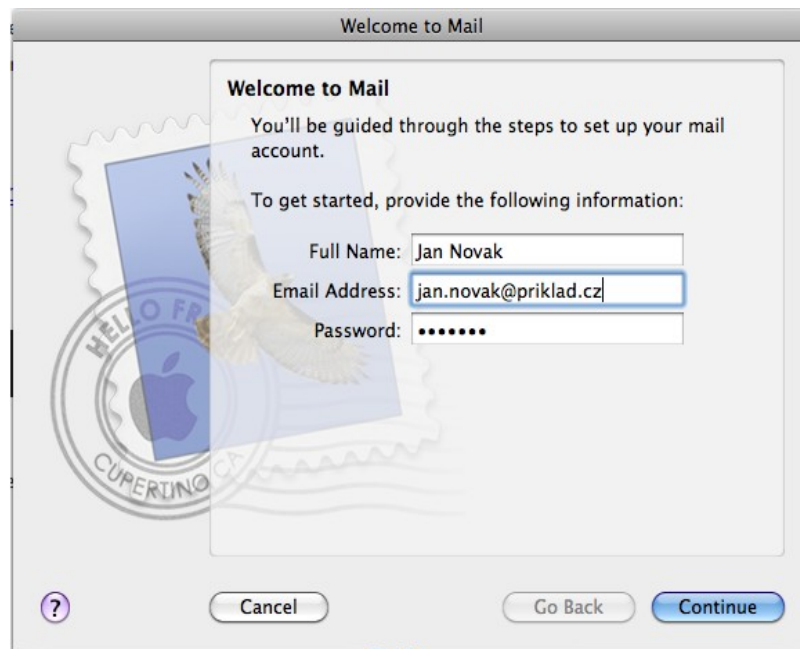 Welcome to Mail
Welcome to Mail
You'll be guided through the steps to set up your mail
account.
To get started, provide the following information:
Full Name: Jan Novak
Email Address: jan.novak@priklad.cz
Password: •••••••
HELLO FR
CUPERTINO CA
?
Cancel
Go Back
Continue